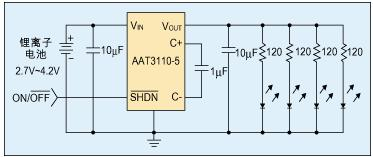 锂离子
电池
2.7V~4.2V
10μF
VIN
VOUT
C+
AAT3110-5
C-
SHDN
1μF
10μF
120
120
120
120
ON/OFF